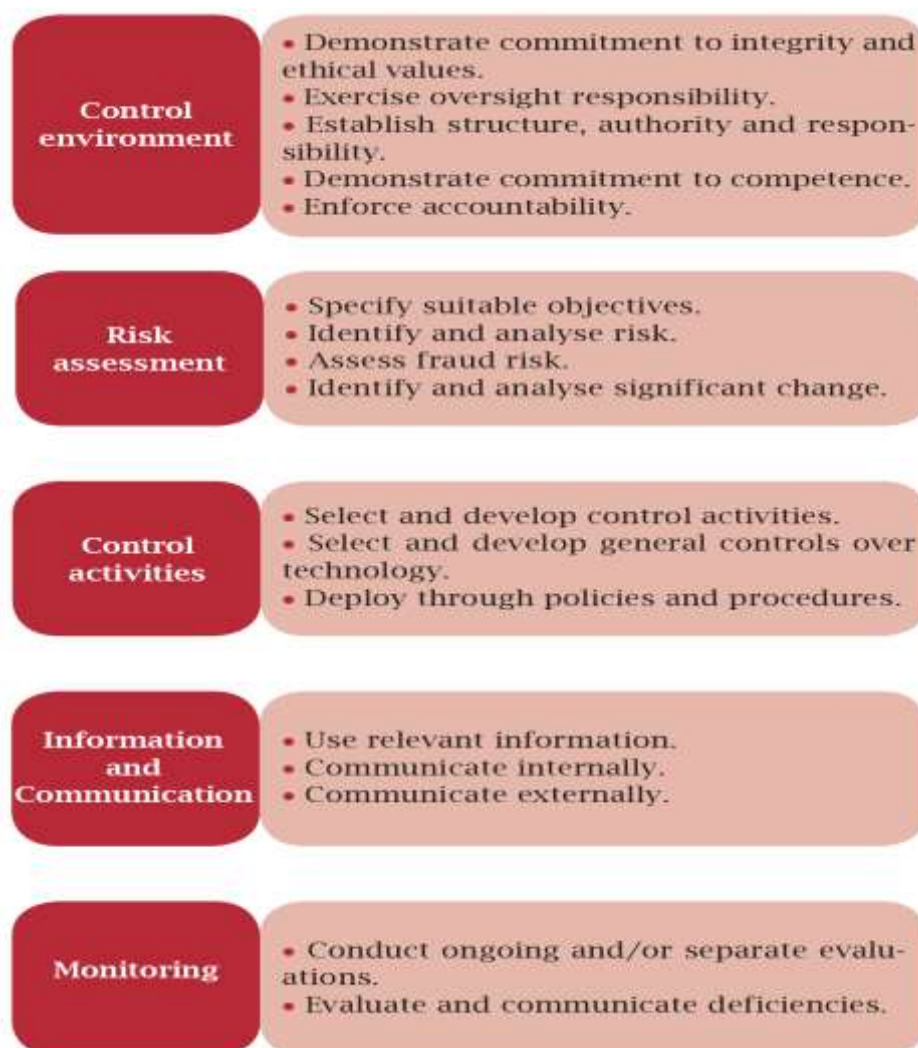 Control
environment
• Demonstrate commitment to integrity and
ethical values.
• Exercise oversight responsibility.
• Establish structure, authority and respon-
sibility.
• Demonstrate commitment to competence.
• Enforce accountability.
Risk
assessment
• Specify suitable objectives.
• Identify and analyse risk.
• Assess fraud risk.
• Identify and analyse significant change.
Control
activities
• Select and develop control activities.
• Select and develop general controls over
technology.
• Deploy through policies and procedures.
Information
and
Communication
• Use relevant information.
• Communicate internally.
• Communicate externally.
Monitoring
• Conduct ongoing and/or separate evalu-
ations.
• Evaluate and communicate deficiencies.